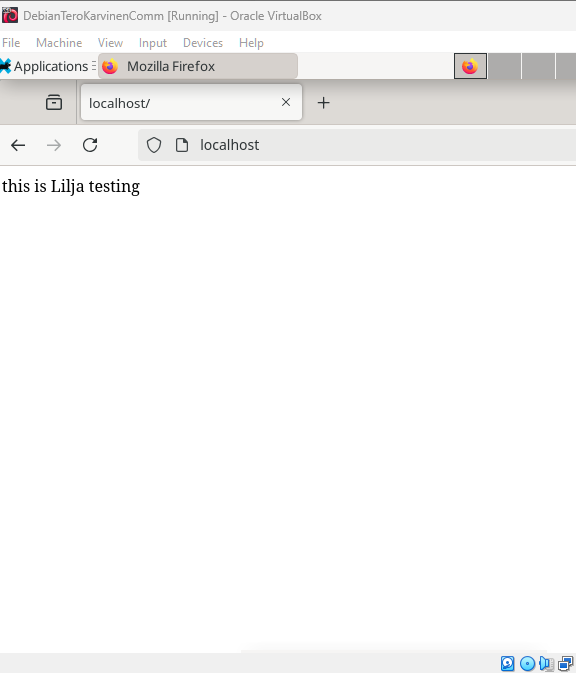 DebianTeroKarvinenComm [Running] - Oracle VirtualBox
File Machine View Input Devices Help
Applications Mozilla Firefox
localhost/
localhost
this is Lilja testing